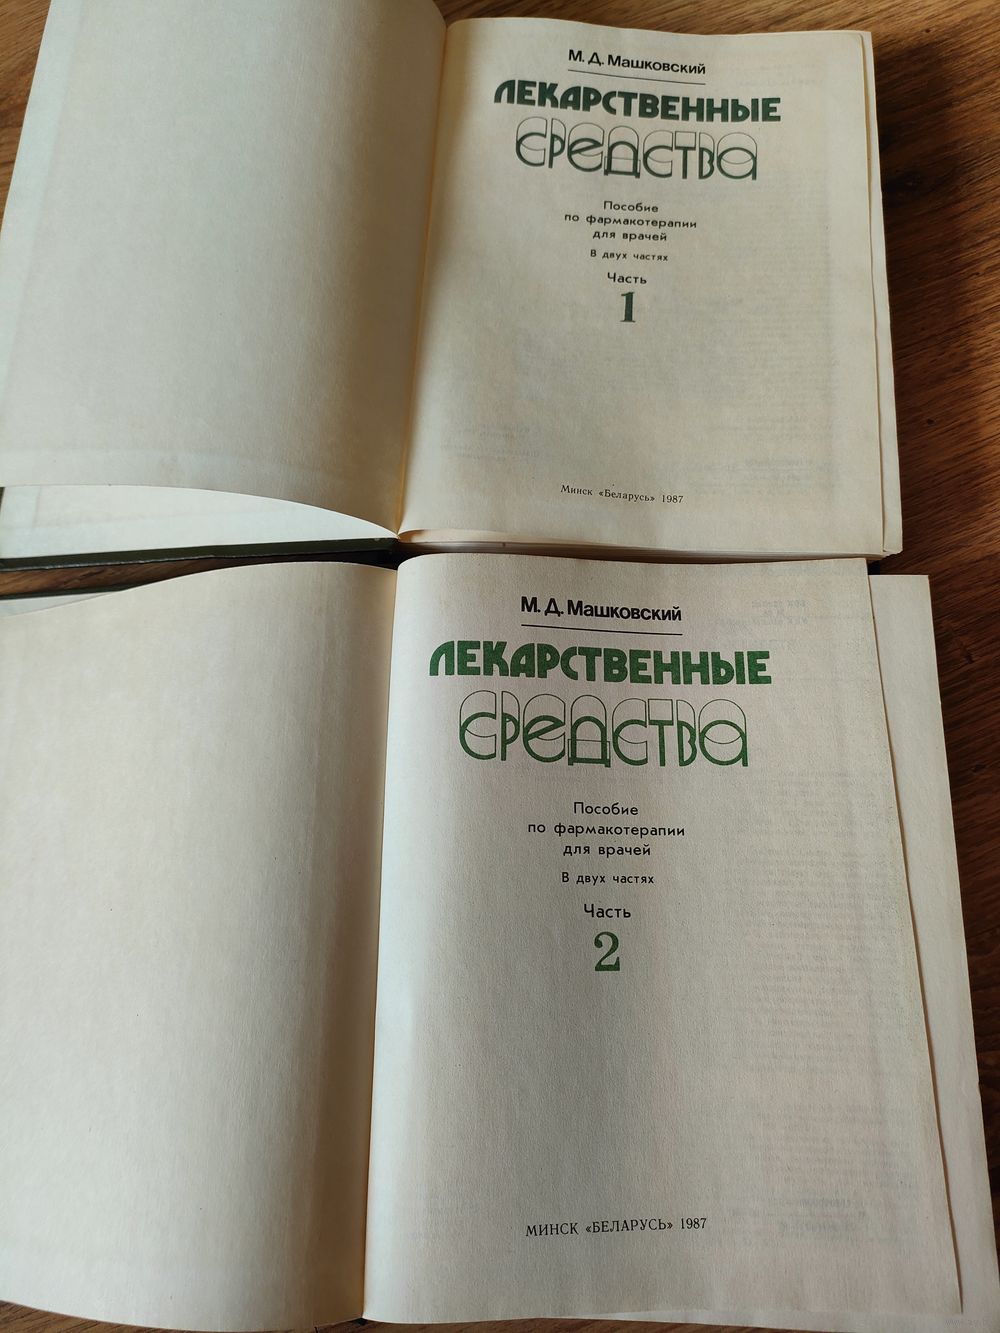 М. Д. Машковский
ЛЕКАРСТВЕННЫЕ
СРЕДСТВА
Пособие
по фармакотерапии
для врачей
В двух частях
Часть
1
Минск «Беларусь» 1987
М. Д. Машковский
ЛЕКАРСТВЕННЫЕ
СРЕДСТВА
Пособие
по фармакотерапии
для врачей
В двух частях
Часть
2
МИНСК «БЕЛАРУСЬ» 1987